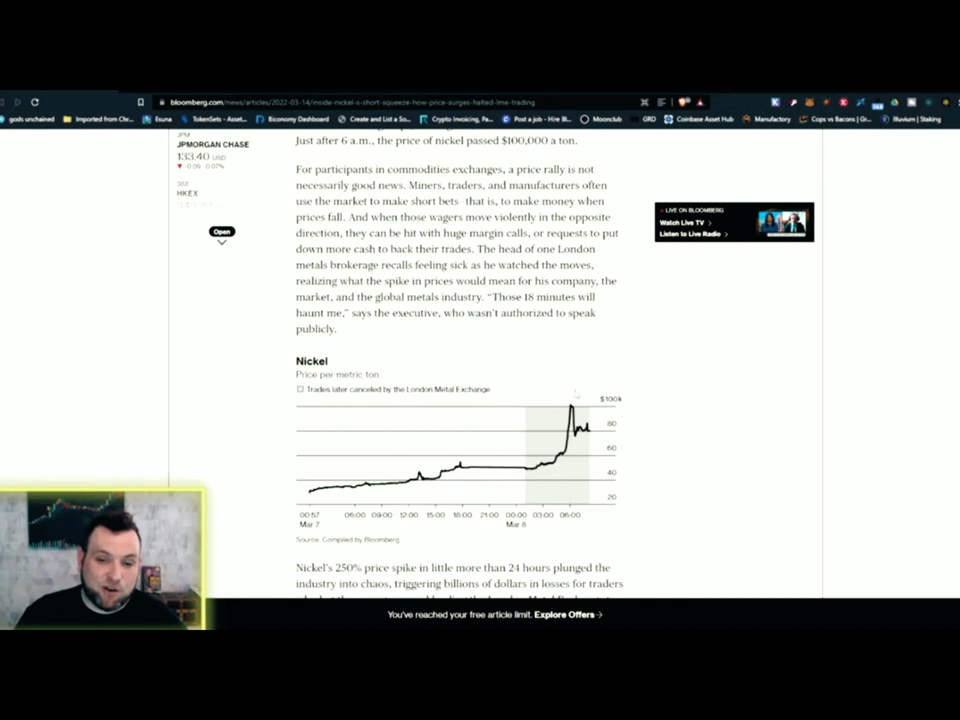 bloomberg.com/news/articles/2022-03-14/inside-nickel-s-short-squeeze-how-price-surges-halted-lme-trading
gods unchained
Imported from Chr...
Esuna
TokenSets - Asset...
Biconomy Dashboard
Create and List a So...
Crypto Invoicing, Pa...
Post a job - Hire Bl...
Moonclub
GRD
Coinbase Asset Hub
Manufactory
Cops vs Bacons | Gr...
Illuvium | Staking
JPM
JPMORGAN CHASE
133.40 USD
-0.09 -0.07%
388
HKEX
Open
Just after 6 a.m., the price of nickel passed $100,000 a ton.
For participants in commodities exchanges, a price rally is not
necessarily good news. Miners, traders, and manufacturers often
use the market to make short bets—that is, to make money when
prices fall. And when those wagers move violently in the opposite
direction, they can be hit with huge margin calls, or requests to put
down more cash to back their trades. The head of one London
metals brokerage recalls feeling sick as he watched the moves,
realizing what the spike in prices would mean for his company, the
market, and the global metals industry. “Those 18 minutes will
haunt me,” says the executive, who wasn’t authorized to speak
publicly.
LIVE ON BLOOMBERG
Watch Live TV >
Listen to Live Radio >
Nickel
Price per metric ton
Trades later canceled by the London Metal Exchange
$100k
80
60
40
20
00:57 06:00 09:00 12:00 15:00 18:00 21:00 00:00 03:00 06:00
Mar 7 Mar 8
Source: Compiled by Bloomberg
Nickel’s 250% price spike in little more than 24 hours plunged the
industry into chaos, triggering billions of dollars in losses for traders
You've reached your free article limit. Explore Offers →